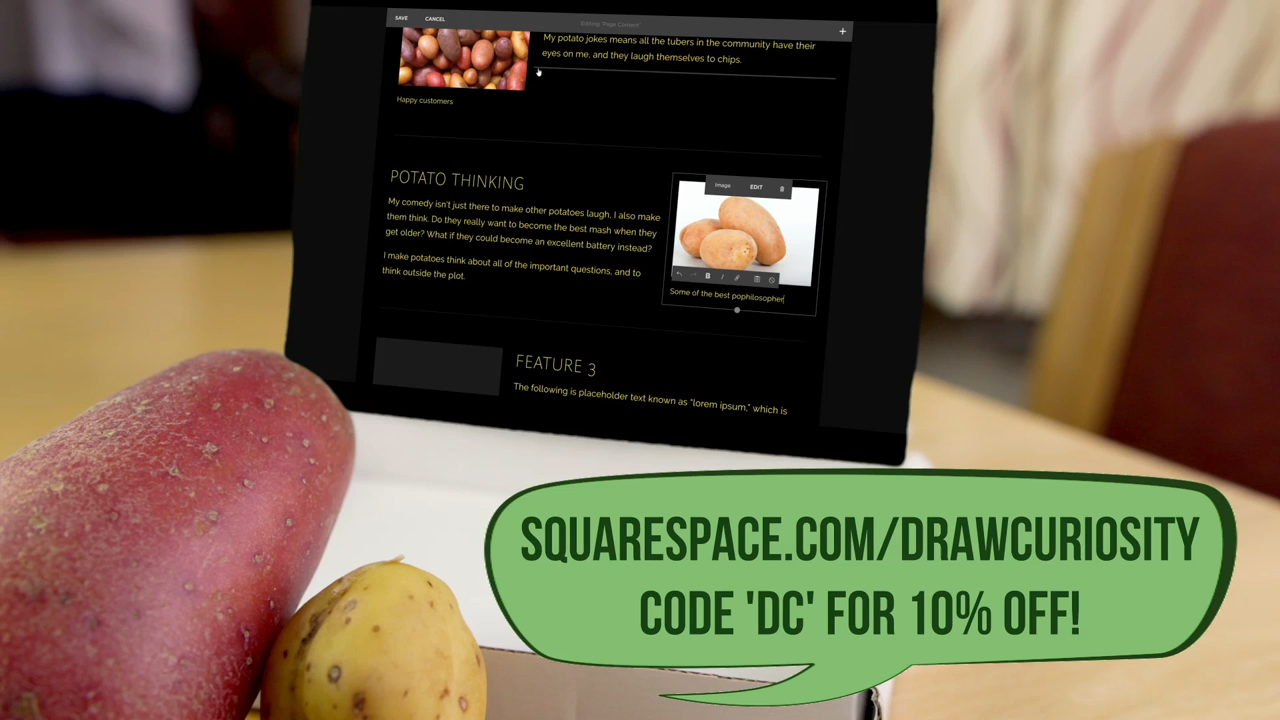 SAVE CANCEL Editing 'Page Content' +
My potato jokes means all the tubers in the community have their
eyes on me, and they laugh themselves to chips.
Happy customers
POTATO THINKING
My comedy isn't just there to make other potatoes laugh, I also make
them think. Do they really want to become the best mash when they
get older? What if they could become an excellent battery instead?
I make potatoes think about all of the important questions, and to
think outside the plot.
Image EDIT
B I
Some of the best pophilosopher
FEATURE 3
The following is placeholder text known as "lorem ipsum," which is
SQUARESPACE.COM/DRAWCURIOSITY
CODE 'DC' FOR 10% OFF!